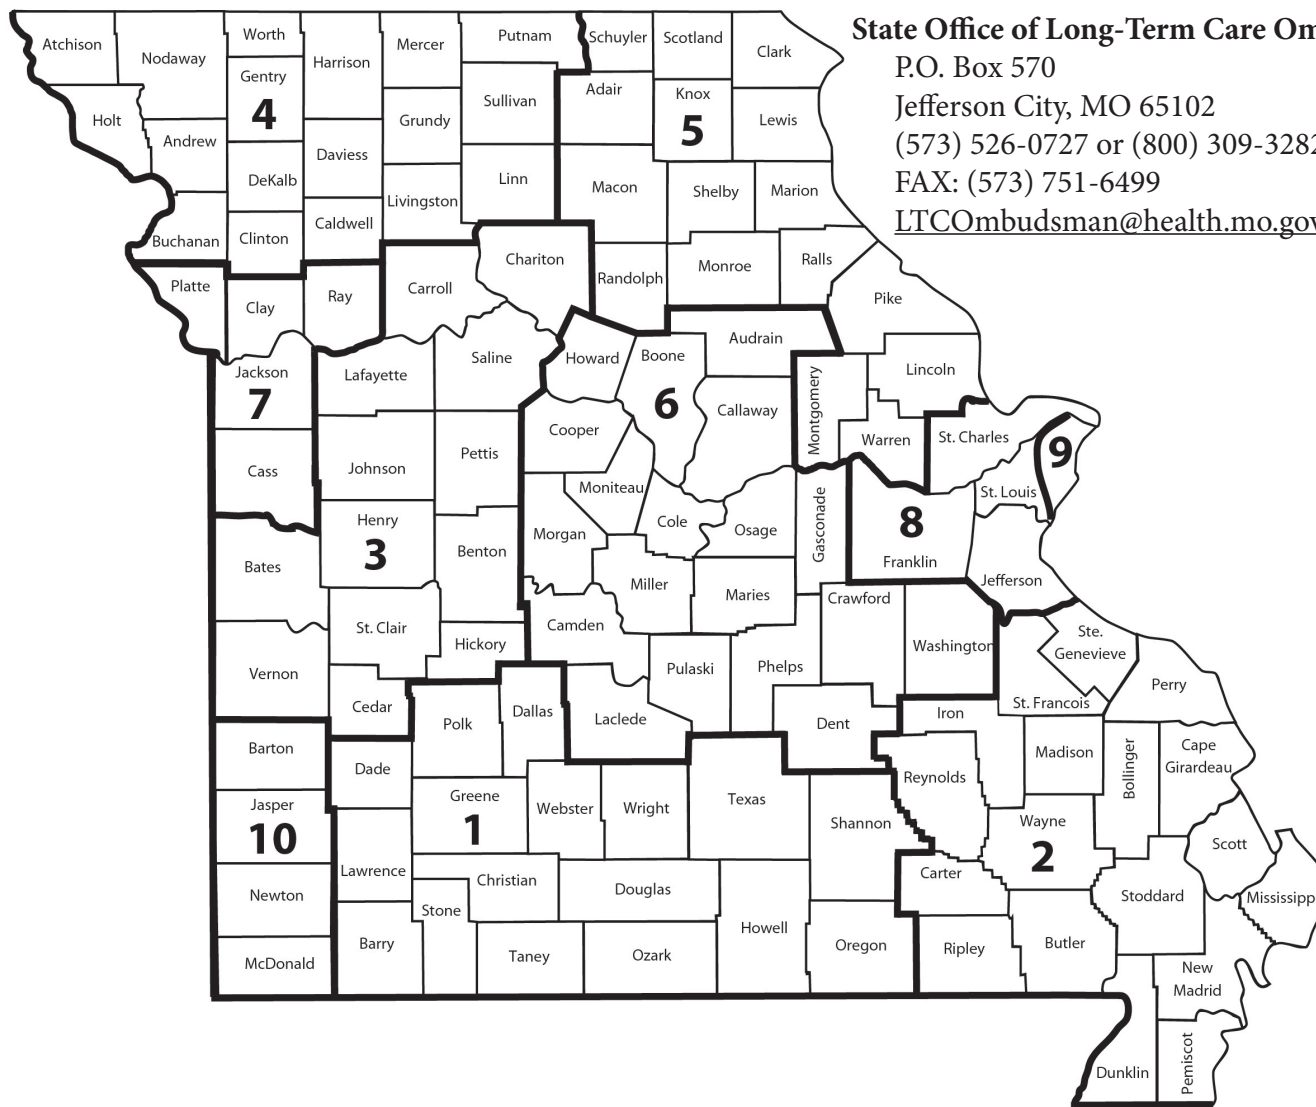 State Office of Long-Term Care Om
P.O. Box 570
Jefferson City, MO 65102
(573) 526-0727 or (800) 309-3282
FAX: (573) 751-6499
LTCOmbudsman@health.mo.gov
Atchison
Nodaway
Worth
Gentry
4
Harrison
Mercer
Putnam
Schuyler
Scotland
Clark
Holt
Andrew
DeKalb
Daviess
Grundy
Sullivan
Adair
Knox
5
Lewis
Buchanan
Clinton
Caldwell
Livingston
Linn
Macon
Shelby
Marion
Platte
Clay
Ray
Carroll
Chariton
Randolph
Monroe
Ralls
Pike
Jackson
7
Lafayette
Saline
Howard
Boone
6
Audrain
Callaway
Montgomery
Lincoln
Warren
St. Charles
9
St. Louis
Cass
Johnson
Pettis
Cooper
Moniteau
Morgan
Cole
Osage
Gasconade
8
Franklin
Jefferson
Bates
Henry
3
Benton
Miller
Maries
Crawford
Washington
Ste.
Genevieve
St. Clair
Hickory
Camden
Pulaski
Phelps
Vernon
Cedar
Polk
Dallas
Laclede
Dent
Iron
St. Francois
Perry
Barton
Dade
Greene
1
Webster
Wright
Texas
Shannon
Reynolds
Madison
Bollinger
Cape
Girardeau
Jasper
10
Lawrence
Christian
Douglas
Wayne
2
Carter
Scott
Stoddard
Mississipp
Newton
Stone
Howell
Oregon
Ripley
Butler
McDonald
Barry
Taney
Ozark
New
Madrid
Dunklin
Pemiscot